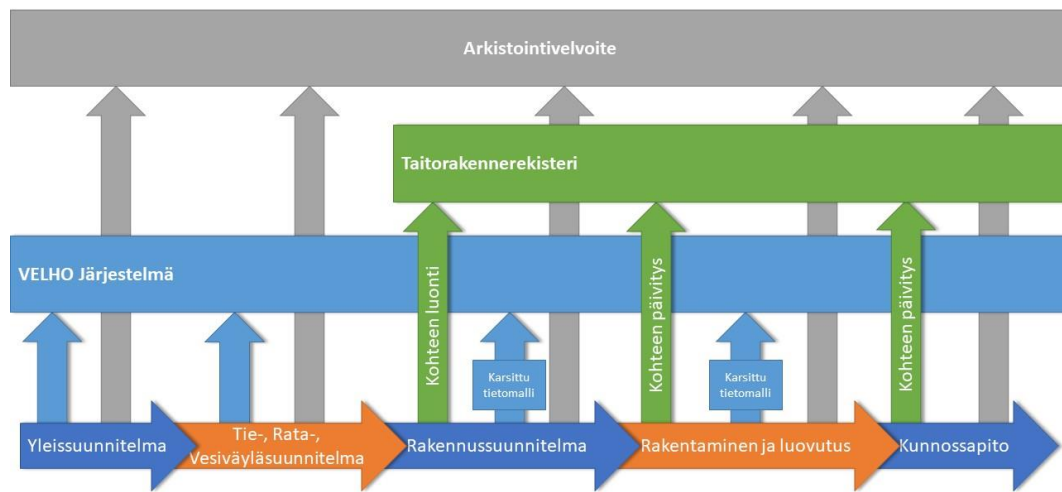 Arkistointivelvoite
Taitorakennerekisteri
VELHO Järjestelmä
Kohteen luonti
Kohteen päivitys
Kohteen päivitys
Karsittu
tietomalli
Karsittu
tietomalli
Yleissuunnitelma
Tie-, Rata-,
Vesiväyläsuunnitelma
Rakennussuunnitelma
Rakentaminen ja luovutus
Kunnossapito